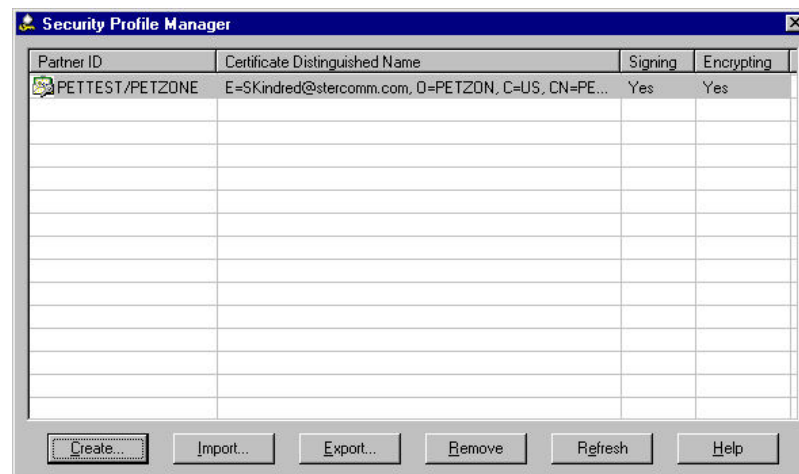 Security Profile Manager
Partner ID Certificate Distinguished Name Signing Encrypting
PETTEST/PETZONE E=SKindred@stercomm.com, O=PETZON, C=US, CN=PE... Yes Yes
Create... Import... Export... Remove Refresh Help